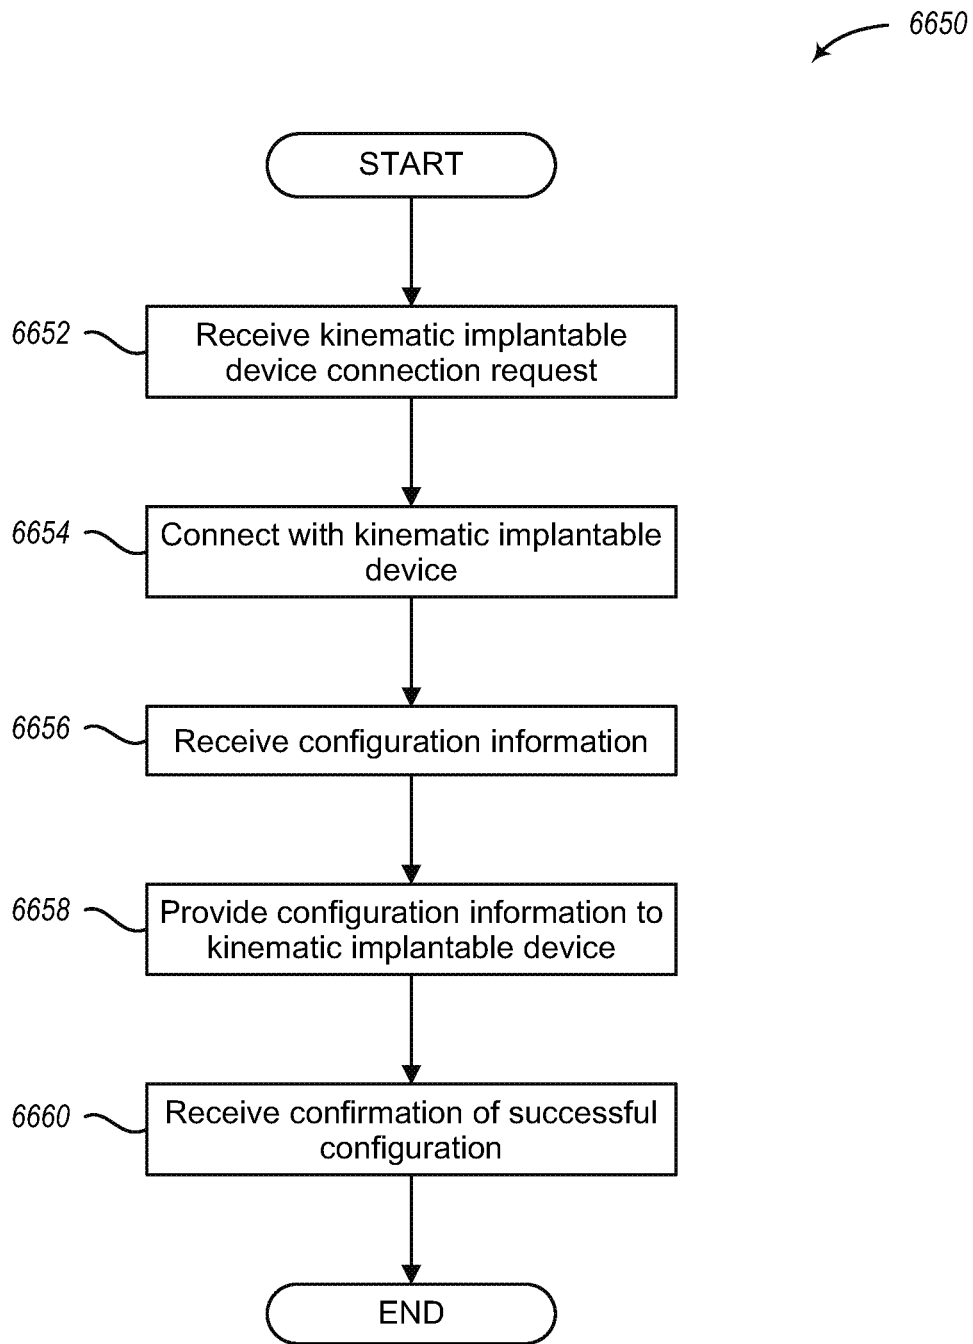 6650
START
6652
Receive kinematic implantable
device connection request
6654
Connect with kinematic implantable
device
6656
Receive configuration information
6658
Provide configuration information to
kinematic implantable device
6660
Receive confirmation of successful
configuration
END